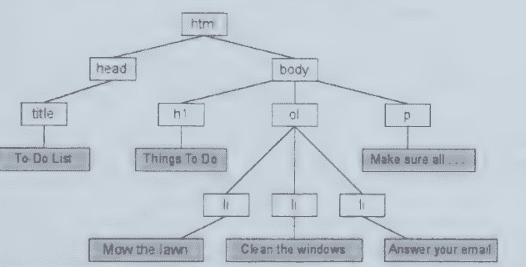 htm
head
body
title
h1
ol
p
To-Do List
Things To Do
Make sure all . . .
li
li
li
Mow the lawn
Clean the windows
Answer your email